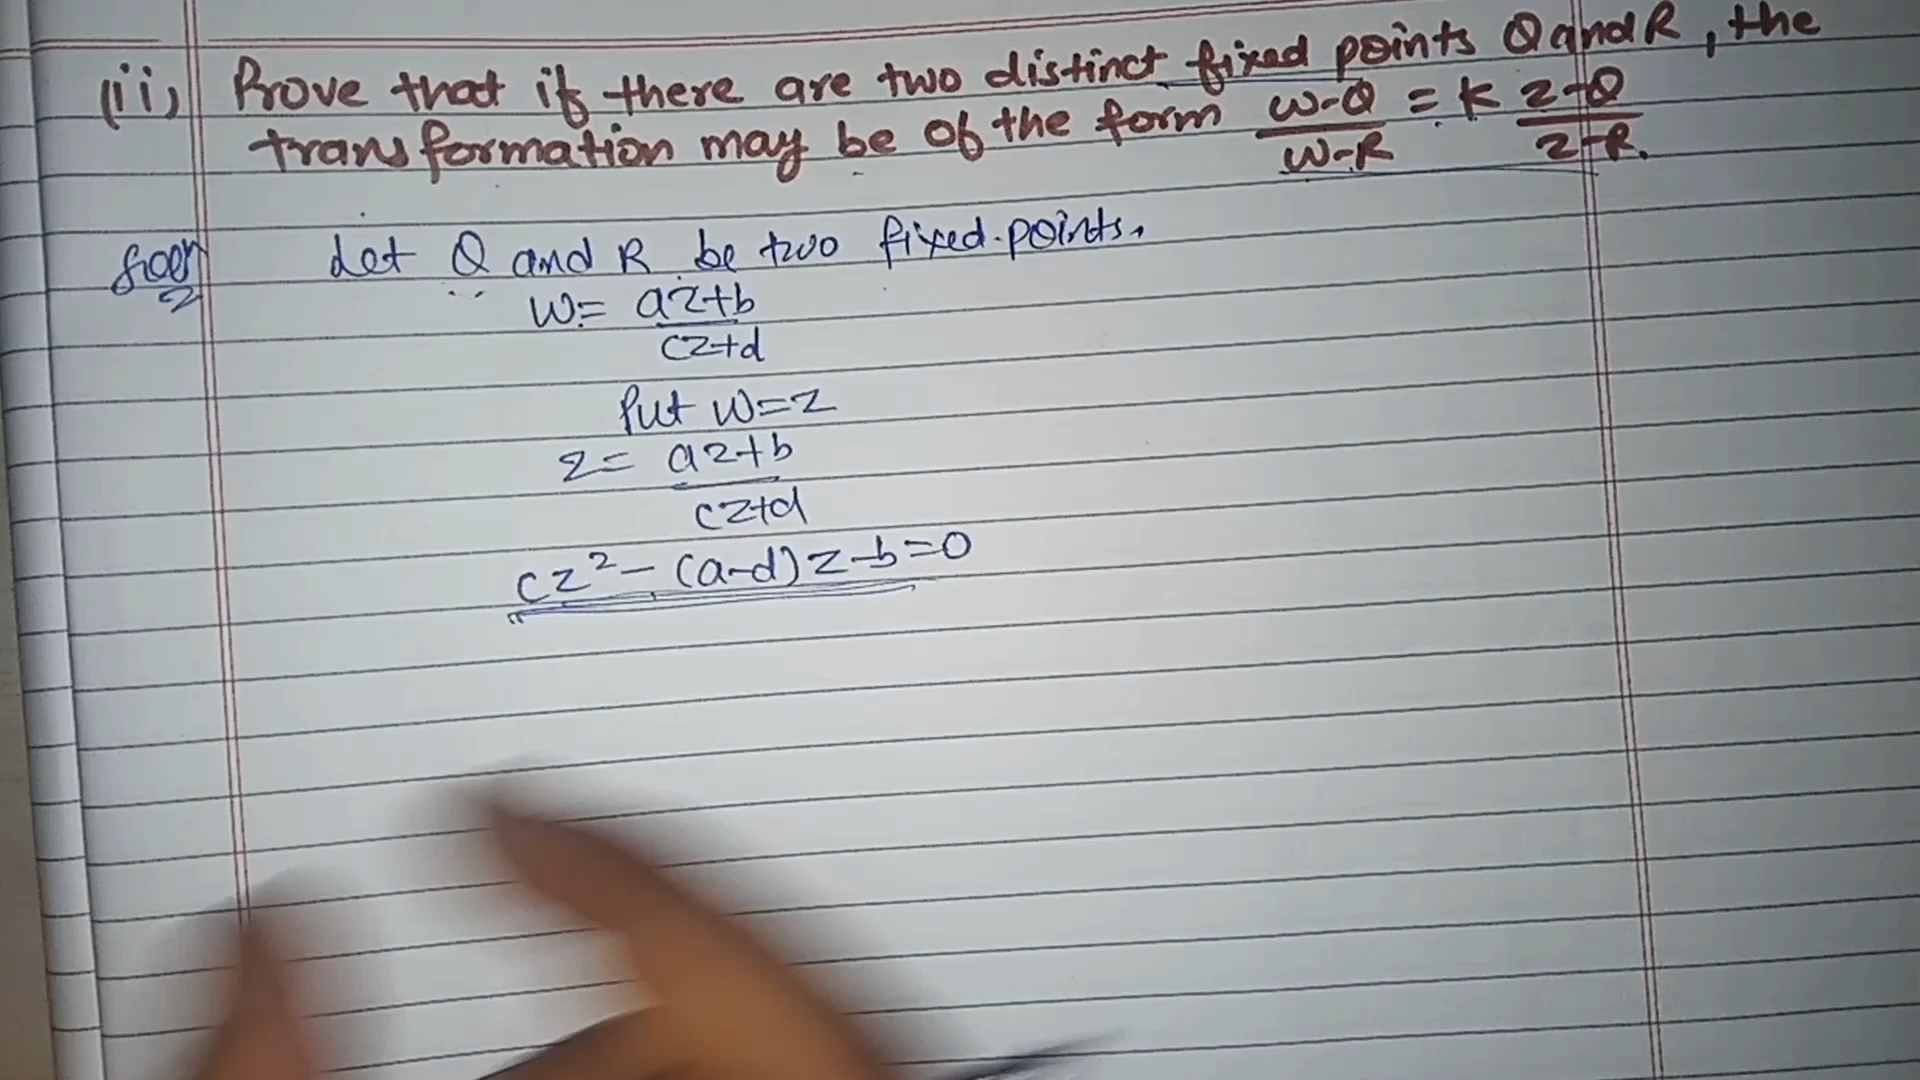 (ii) Prove that if there are two distinct fixed points Q and R, the
transformation may be of the form w-Q/w-R = k z-Q/z-R.
Soln Let Q and R be two fixed points.
w = az+b
cz+d
Put w=z
z = az+b
cz+d
cz²-(a-d)z-b=0